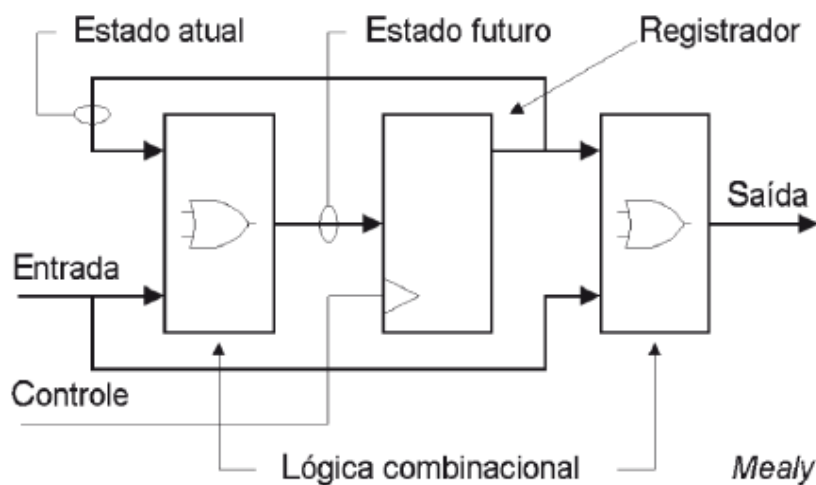 Estado atual
Estado futuro
Registrador
Saída
Entrada
Controle
Lógica combinacional
Mealy